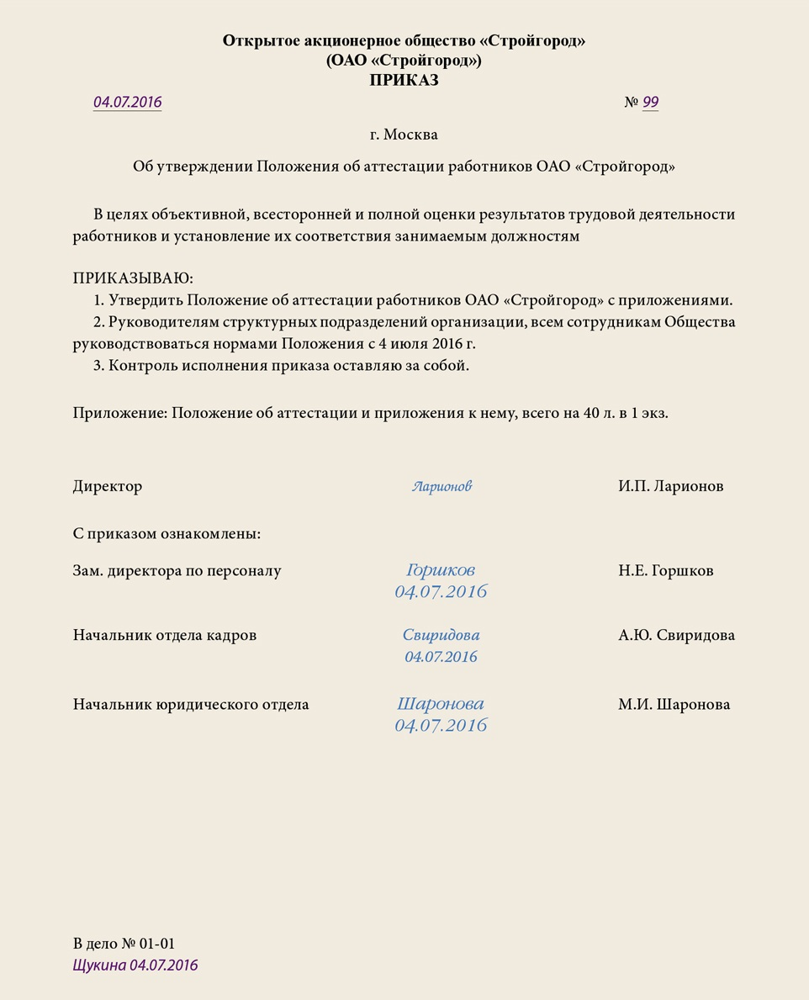 Открытое акционерное общество «Стройгород»
(ОАО «Стройгород»)
ПРИКАЗ
04.07.2016 № 99
г. Москва
Об утверждении Положения об аттестации работников ОАО «Стройгород»
В целях объективной, всесторонней и полной оценки результатов трудовой деятельности
работников и установление их соответствия занимаемым должностям
ПРИКАЗЫВАЮ:
1. Утвердить Положение об аттестации работников ОАО «Стройгород» с приложениями.
2. Руководителям структурных подразделений организации, всем сотрудникам Общества
руководствоваться нормами Положения с 4 июля 2016 г.
3. Контроль исполнения приказа оставляю за собой.
Приложение: Положение об аттестации и приложения к нему, всего на 40 л. в 1 экз.
Директор Ларионов И.П. Ларионов
С приказом ознакомлены:
Зам. директора по персоналу Горшков Н.Е. Горшков
04.07.2016
Начальник отдела кадров Свиридова А.Ю. Свиридова
04.07.2016
Начальник юридического отдела Шаронова М.И. Шаронова
04.07.2016
В дело № 01-01
Щукина 04.07.2016